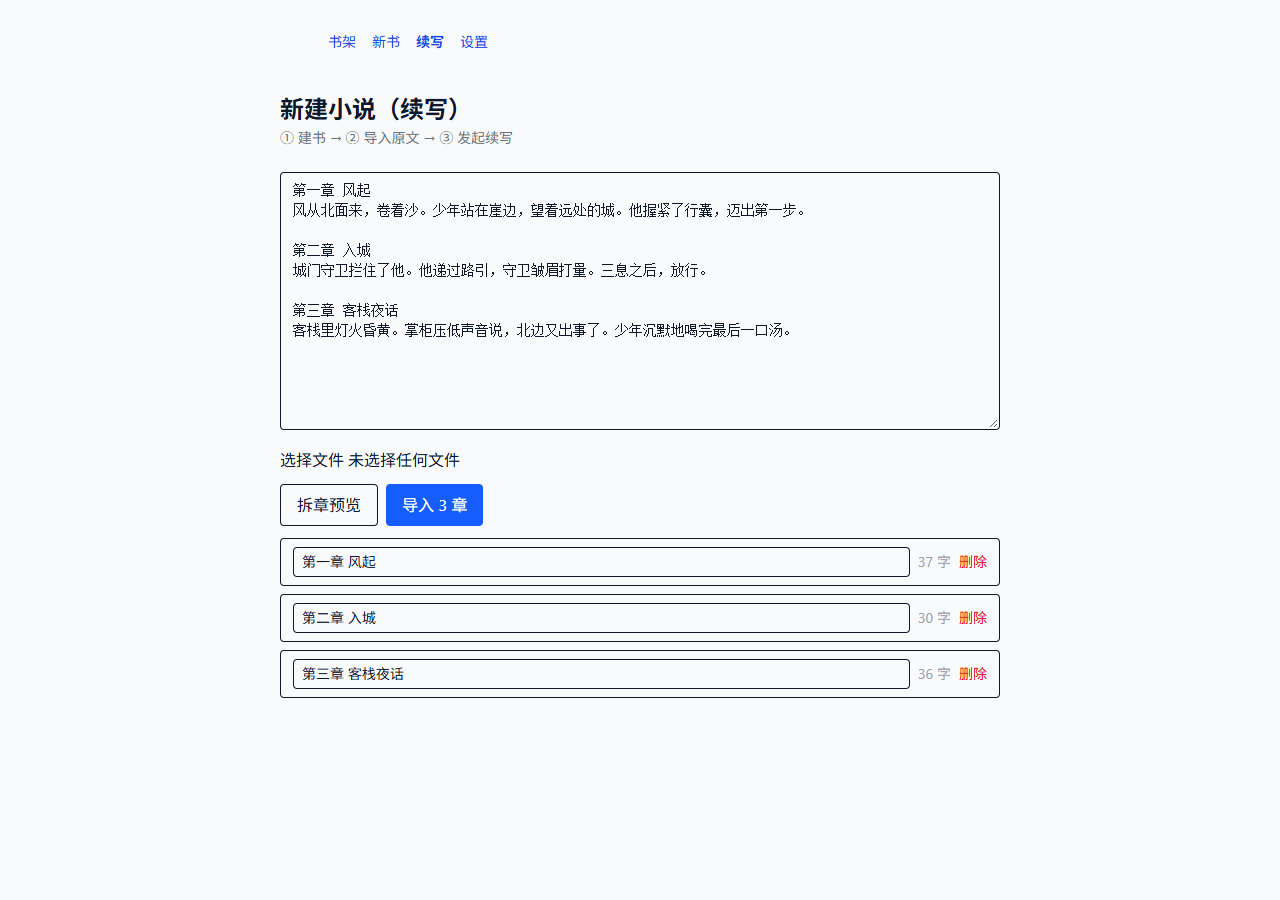 书架 新书 续写 设置
新建小说（续写）
① 建书 → ② 导入原文 → ③ 发起续写
第一章 风起
风从北面来，卷着沙。少年站在崖边，望着远处的城。他握紧了行囊，迈出第一步。
第二章 入城
城门守卫拦住了他。他递过路引，守卫皱眉打量。三息之后，放行。
第三章 客栈夜话
客栈里灯火昏黄。掌柜压低声音说，北边又出事了。少年沉默地喝完最后一口汤。
选择文件 未选择任何文件
拆章预览 导入 3 章
第一章 风起 37 字 删除
第二章 入城 30 字 删除
第三章 客栈夜话 36 字 删除